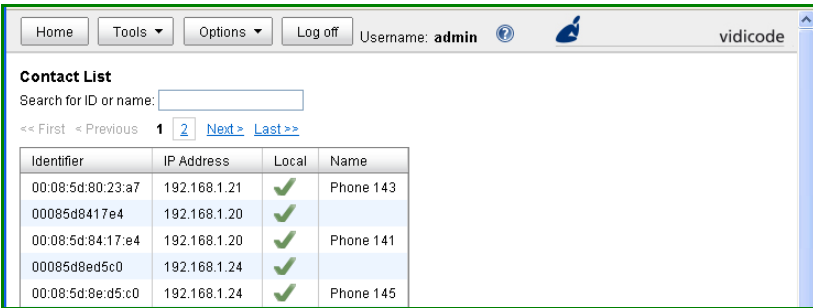 Home Tools Options Log off Username: admin ? vidicode
Contact List
Search for ID or name:
<< First < Previous 1 2 Next > Last >>
Identifier IP Address Local Name
00:08:5d:80:23:a7 192.168.1.21 Phone 143
00085d8417e4 192.168.1.20
00:08:5d:84:17:e4 192.168.1.20 Phone 141
00085d8ed5c0 192.168.1.24
00:08:5d:8e:d5:c0 192.168.1.24 Phone 145